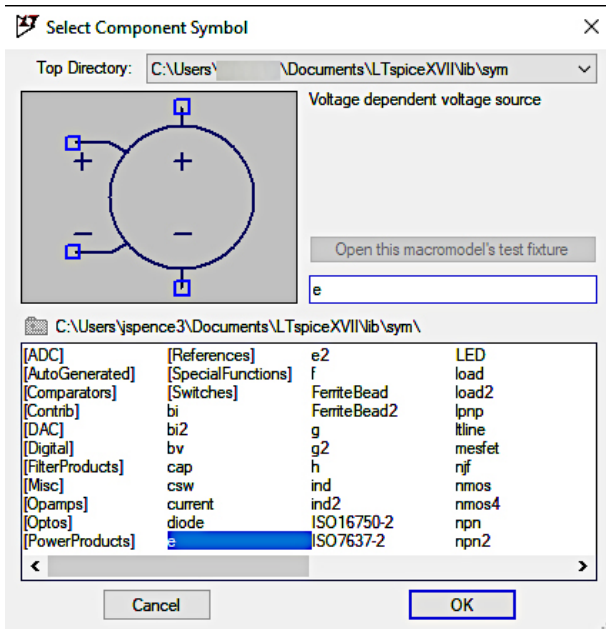 Select Component Symbol
Top Directory: C:\Users\ \Documents\LTspiceXVII\lib\sym
Voltage dependent voltage source
+ +
- -
Open this macromodel's test fixture
e
C:\Users\jspence3\Documents\LTspiceXVII\lib\sym\
[ADC] [References] e2 LED
[AutoGenerated] [SpecialFunctions] f load
[Comparators] [Switches] FerriteBead load2
[Contrib] bi FerriteBead2 lpnp
[DAC] bi2 g ltline
[Digital] bv g2 mesfet
[FilterProducts] cap h njf
[Misc] csw ind nmos
[Opamps] current ind2 nmos4
[Optos] diode ISO16750-2 npn
[PowerProducts] e ISO7637-2 npn2
Cancel OK